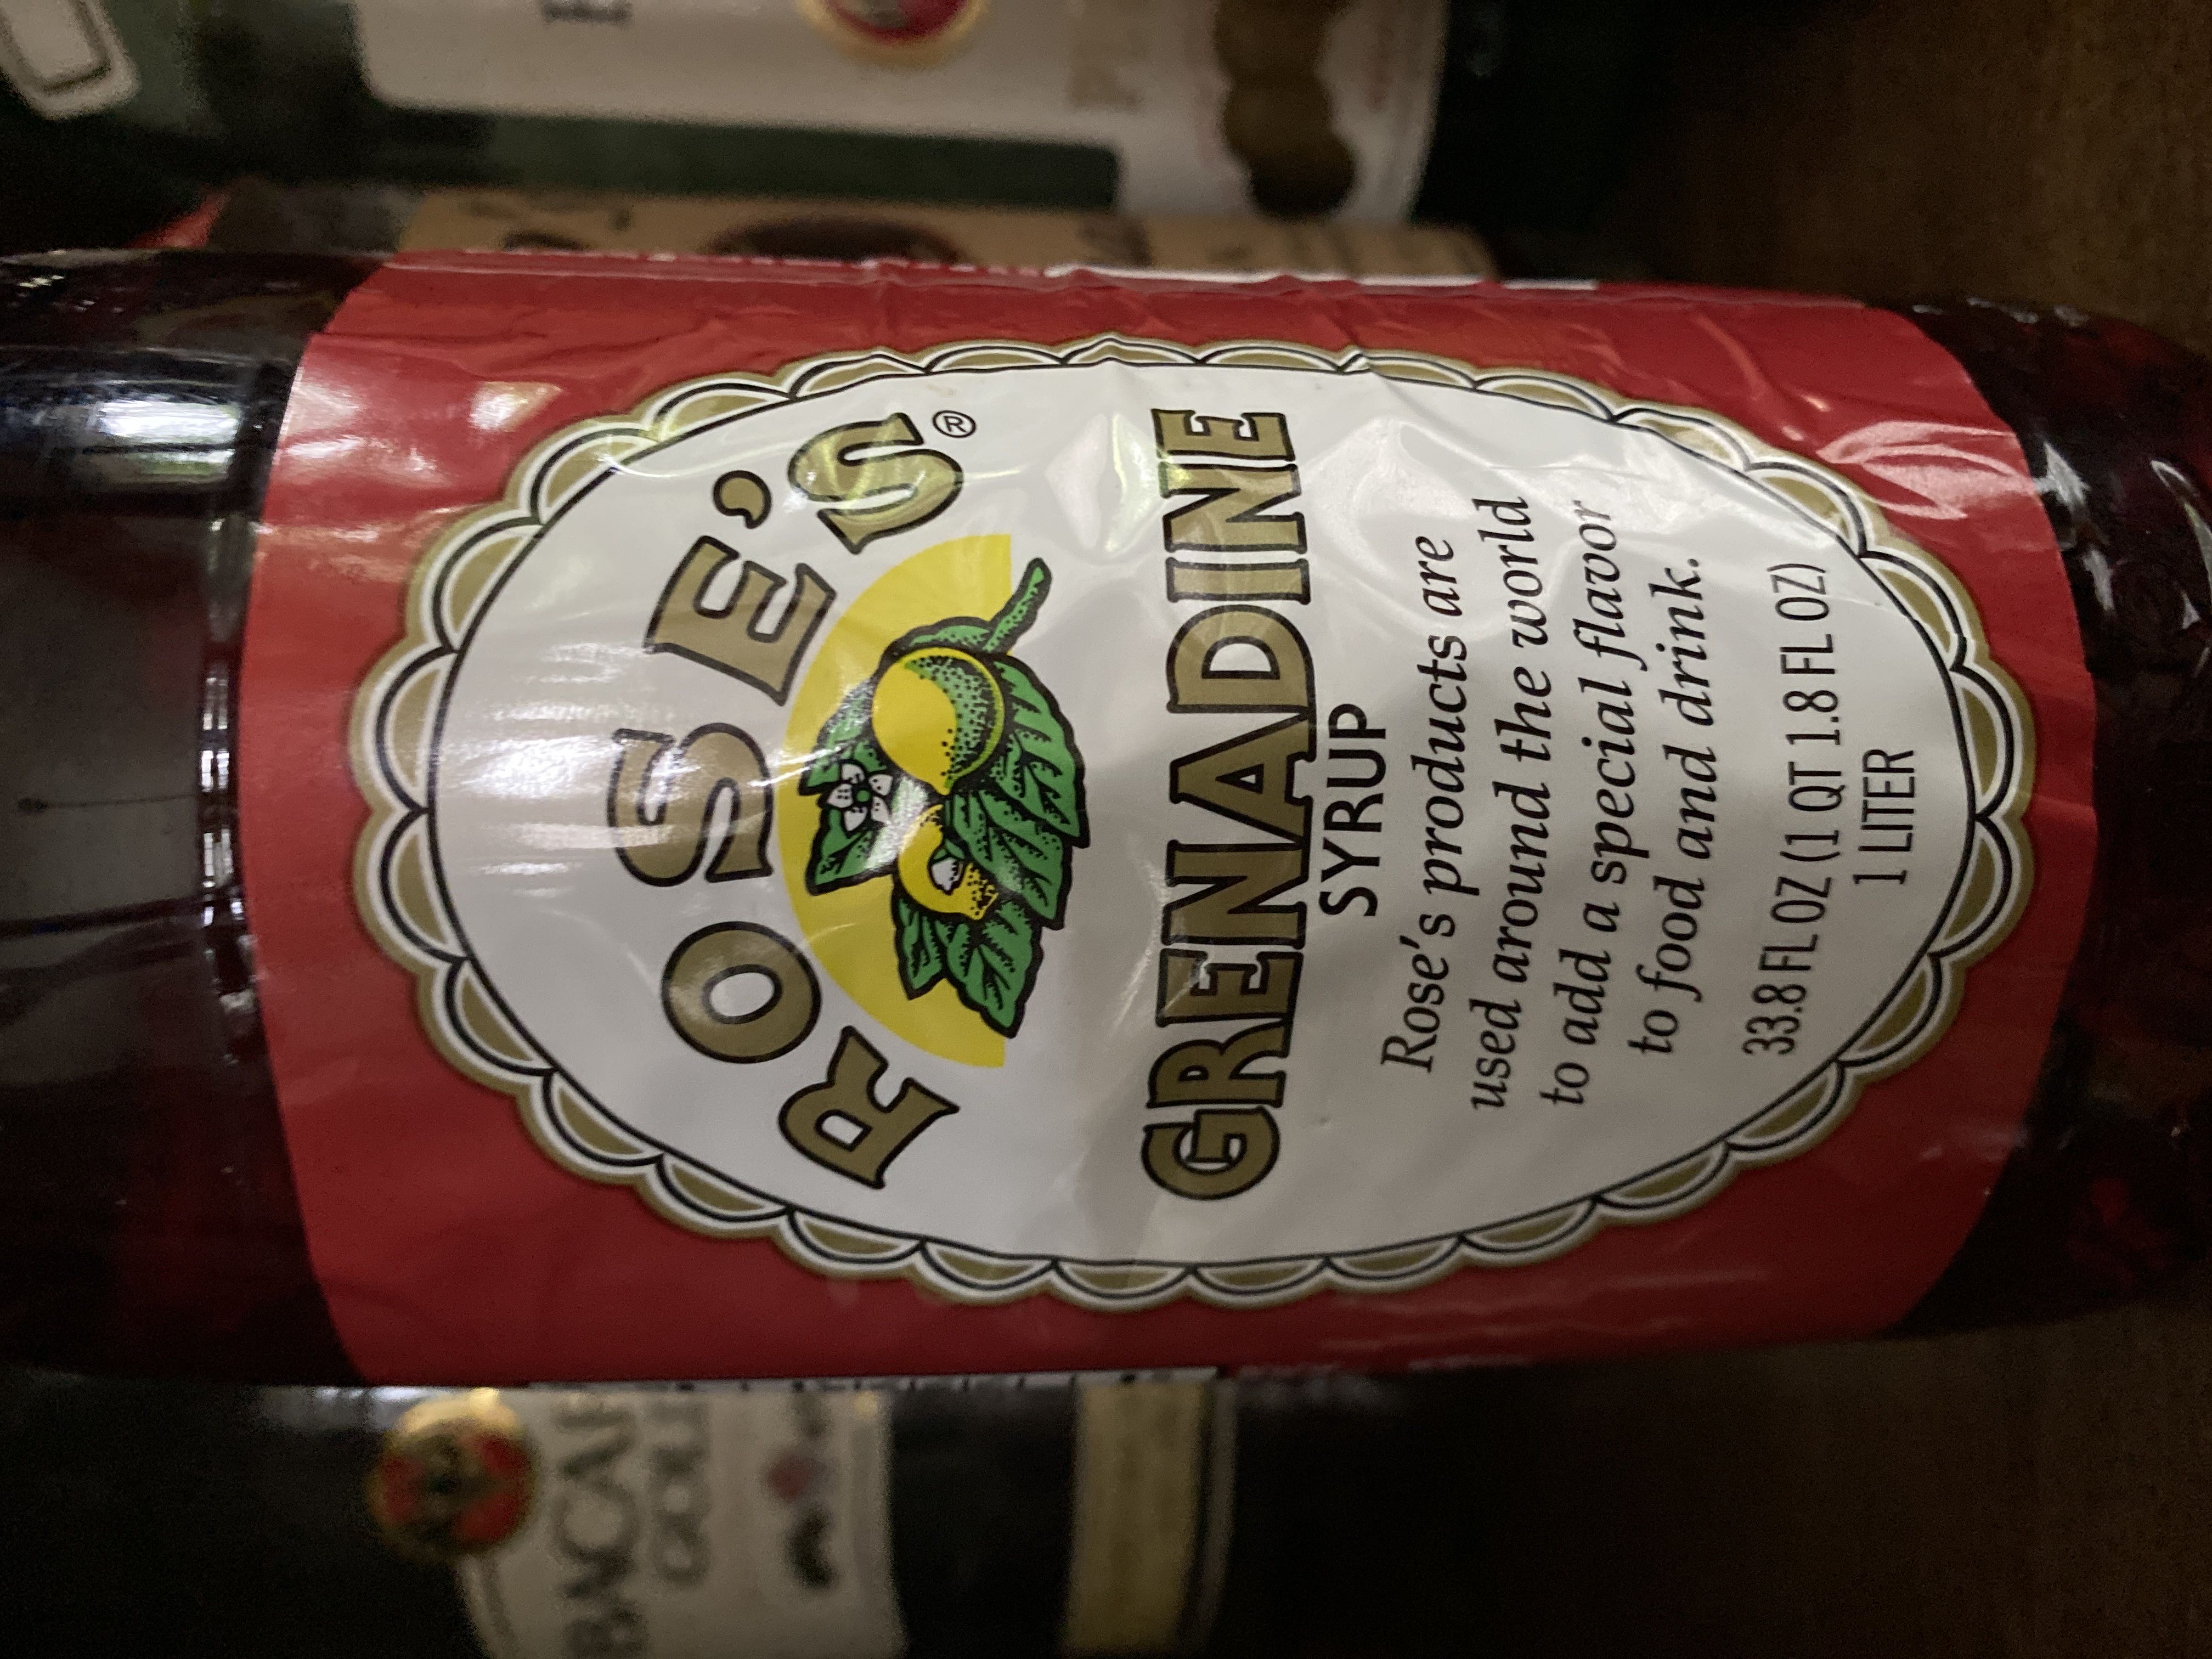 ROSE'S®
GRENADINE
SYRUP
Rose's products are
used around the world
to add a special flavor
to food and drink.
33.8 FL OZ (1 QT 1.8 FL OZ)
1 LITER
GOLD